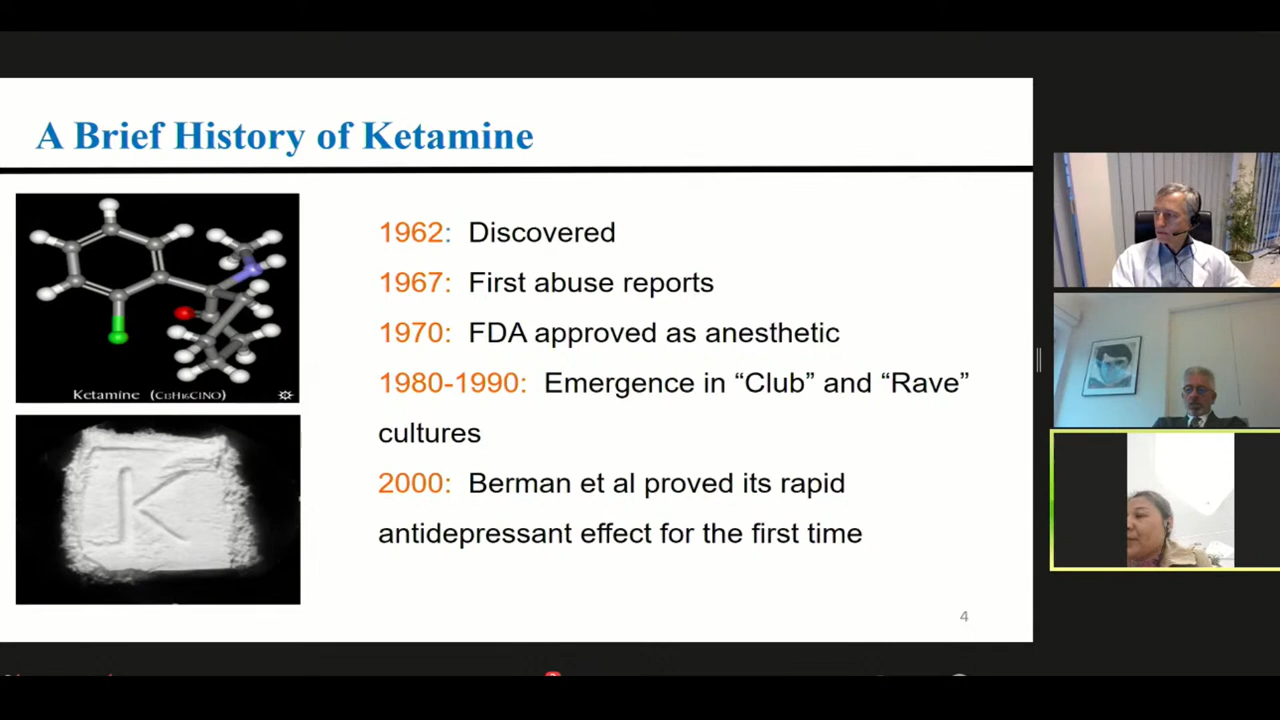 A Brief History of Ketamine
Ketamine (C13H16ClNO)
K
1962: Discovered
1967: First abuse reports
1970: FDA approved as anesthetic
1980-1990: Emergence in “Club” and “Rave”
cultures
2000: Berman et al proved its rapid
antidepressant effect for the first time
4